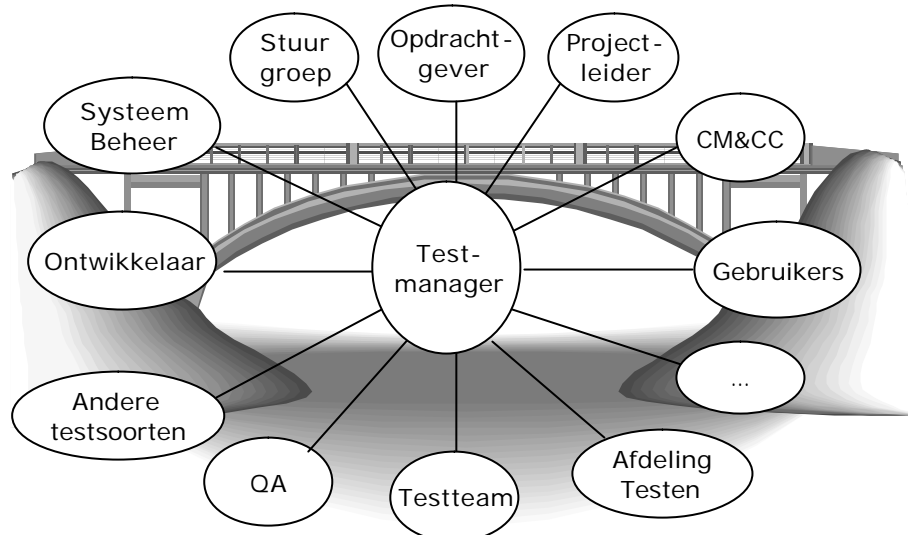 Stuur
groep
Opdracht-
gever
Project-
leider
Systeem
Beheer
CM&CC
Ontwikkelaar
Test-
manager
Gebruikers
Andere
testsoorten
...
QA
Testteam
Afdeling
Testen